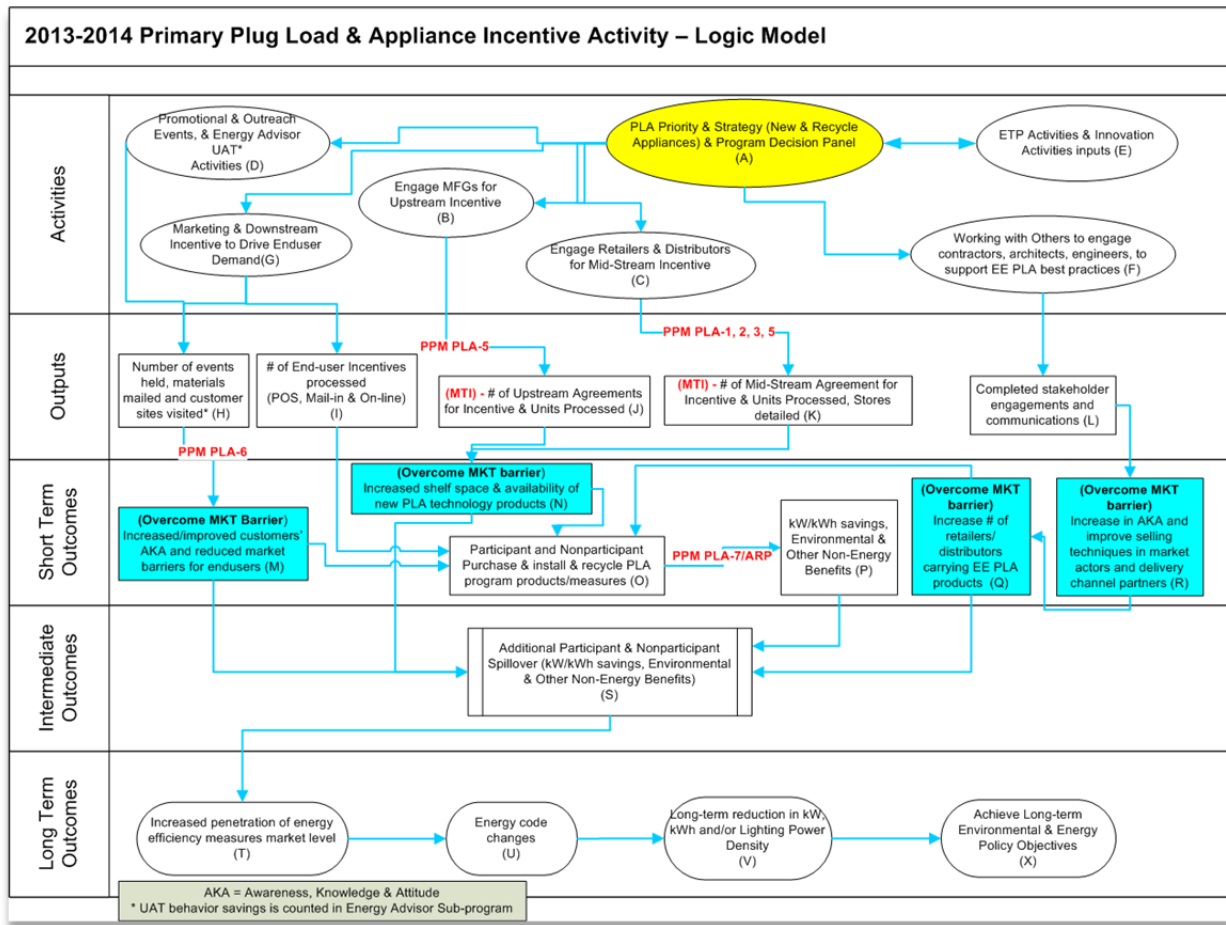 2013-2014 Primary Plug Load & Appliance Incentive Activity – Logic Model
Activities
Promotional & Outreach
Events, & Energy Advisor
UAT*
Activities (D)
PLA Priority & Strategy (New & Recycle
Appliances) & Program Decision Panel
(A)
ETP Activities & Innovation
Activities inputs (E)
Engage MFGs for
Upstream Incentive
(B)
Marketing & Downstream
Incentive to Drive Enduser
Demand(G)
Engage Retailers & Distributors
for Mid-Stream Incentive
(C)
Working with Others to engage
contractors, architects, engineers, to
support EE PLA best practices (F)
Outputs
PPM PLA-5
PPM PLA-1, 2, 3, 5
Number of events
held, materials
mailed and customer
sites visited* (H)
# of End-user Incentives
processed
(POS, Mail-in & On-line)
(I)
(MTI) - # of Upstream Agreements
for Incentive & Units Processed (J)
(MTI) - # of Mid-Stream Agreement for
Incentive & Units Processed, Stores
detailed (K)
Completed stakeholder
engagements and
communications (L)
PPM PLA-6
Short Term
Outcomes
(Overcome MKT Barrier)
Increased/improved customers'
AKA and reduced market
barriers for endusers (M)
(Overcome MKT barrier)
Increased shelf space & availability of
new PLA technology products (N)
Participant and Nonparticipant
Purchase & install & recycle PLA
program products/measures (O)
PPM PLA-7/ARP
kW/kWh savings,
Environmental &
Other Non-Energy
Benefits (P)
(Overcome MKT
barrier)
Increase # of
retailers/
distributors
carrying EE PLA
products (Q)
(Overcome MKT
barrier)
Increase in AKA and
improve selling
techniques in market
actors and delivery
channel partners (R)
Intermediate
Outcomes
Additional Participant & Nonparticipant
Spillover (kW/kWh savings, Environmental
& Other Non-Energy Benefits)
(S)
Long Term
Outcomes
Increased penetration of energy
efficiency measures market level
(T)
Energy code
changes
(U)
Long-term reduction in kW,
kWh and/or Lighting Power
Density
(V)
Achieve Long-term
Environmental & Energy
Policy Objectives
(X)
AKA = Awareness, Knowledge & Attitude
* UAT behavior savings is counted in Energy Advisor Sub-program